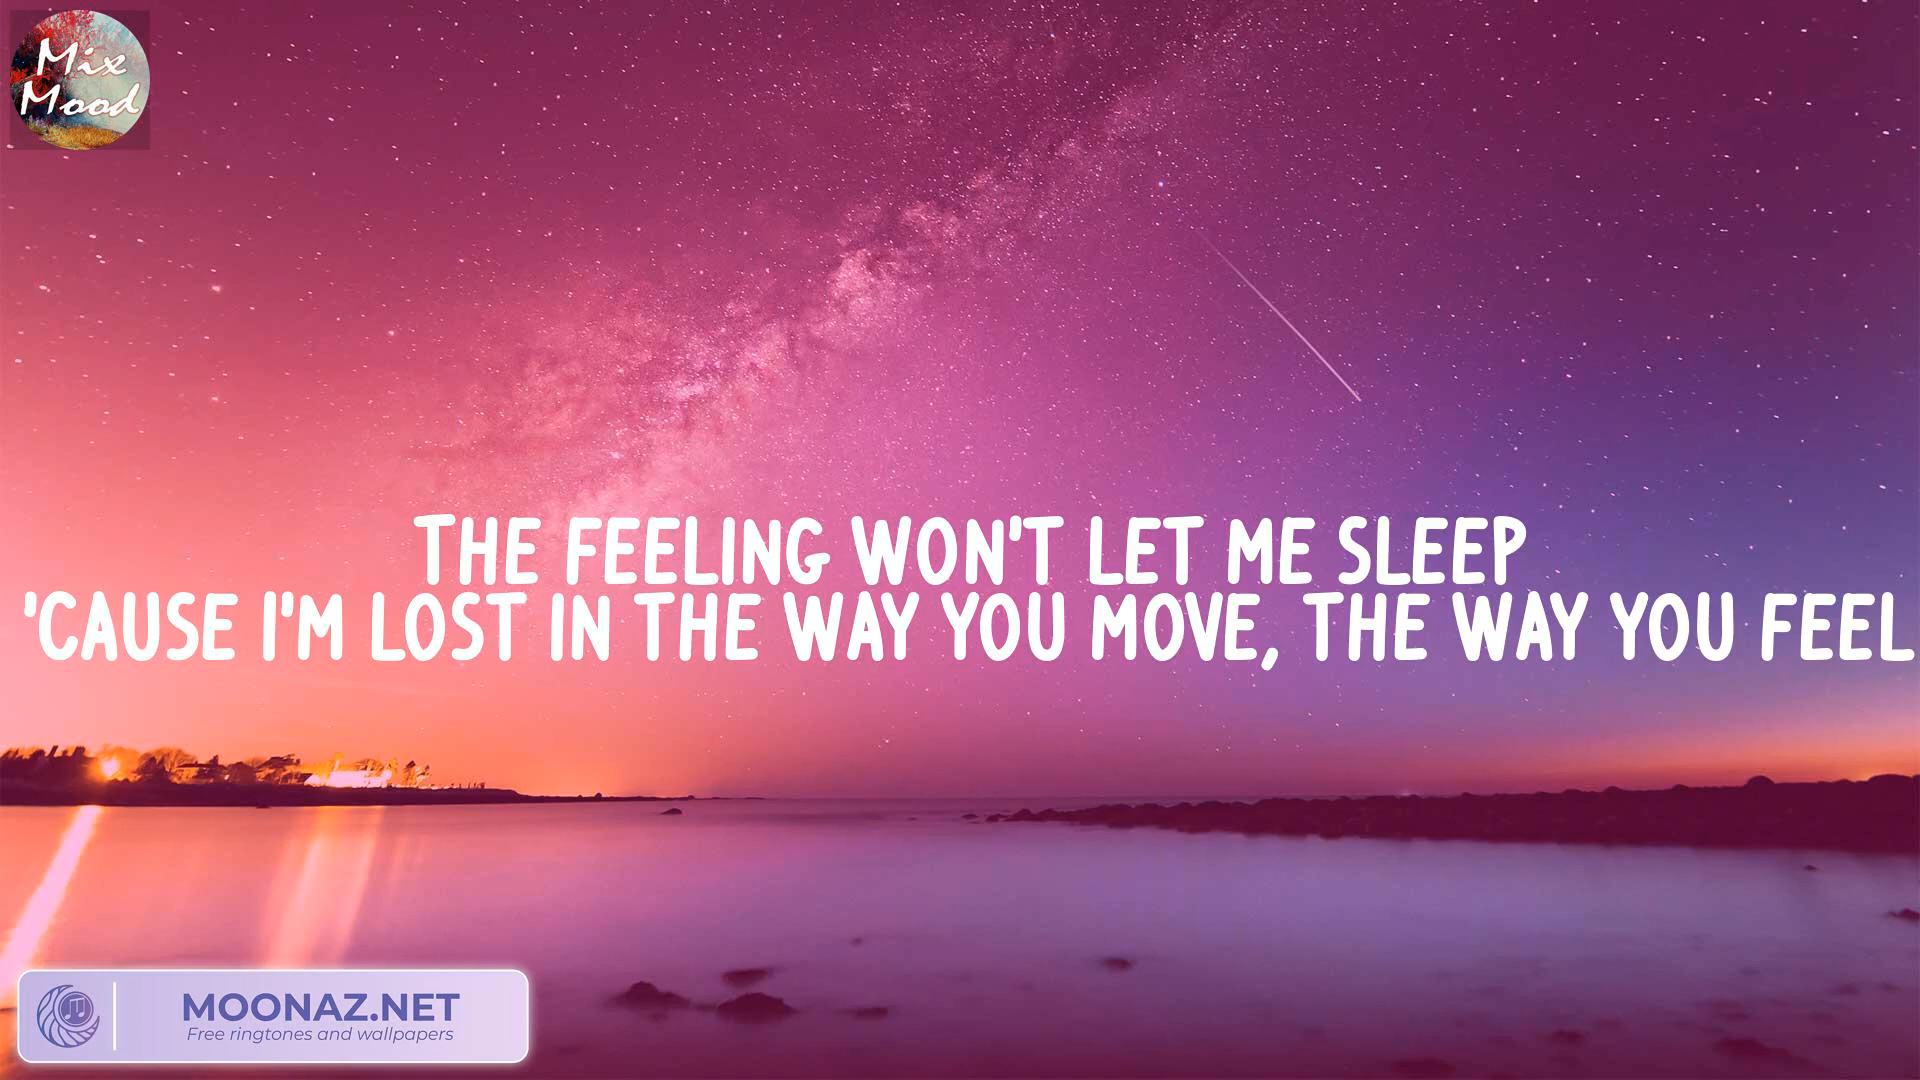 Mix
Mood
THE FEELING WON'T LET ME SLEEP
'CAUSE I'M LOST IN THE WAY YOU MOVE, THE WAY YOU FEEL
MOONAZ.NET
Free ringtones and wallpapers